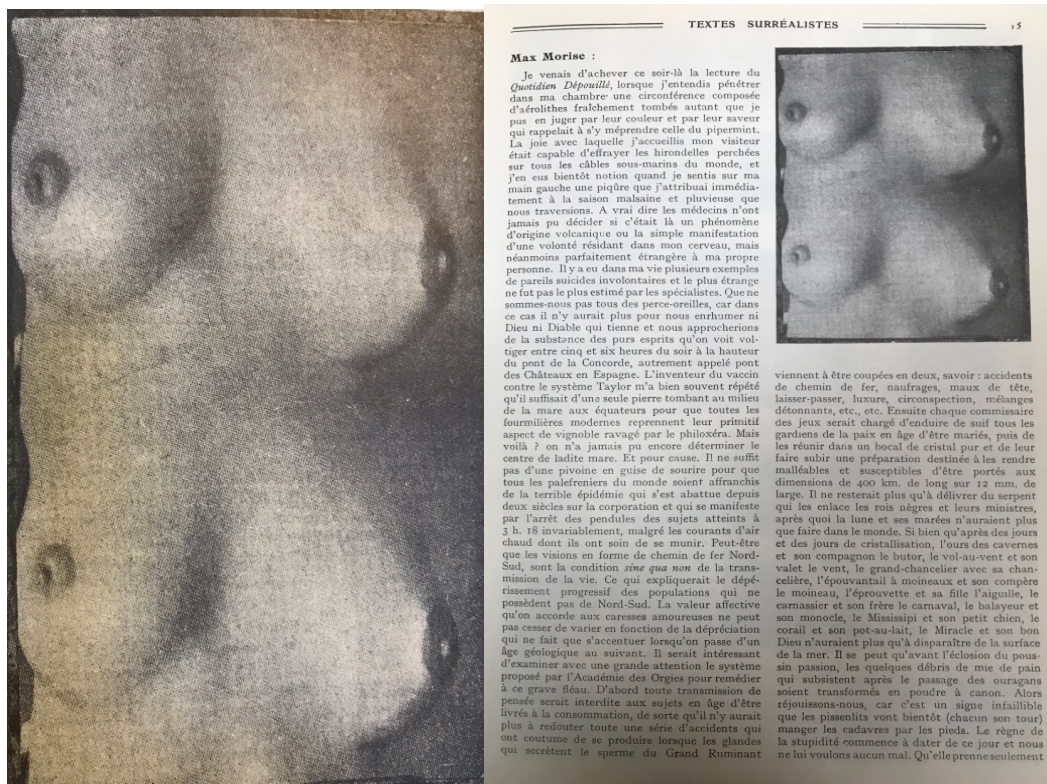 TEXTES SURRÉALISTES
15
Max Morise :
Je venais d'achever ce soir-là la lecture du
Quotidien Dépouillé, lorsque j'entendis pénétrer
dans ma chambre une circonférence composée
d'aérolithes fraîchement tombés autant que je
pus en juger par leur couleur et par leur saveur
qui rappelait à s'y méprendre celle du pipermint.
La joie avec laquelle j'accueillis mon visiteur
était capable d'effrayer les hirondelles perchées
sur tous les câbles sous-marins du monde, et
j'en eus bientôt notion quand je sentis sur ma
main gauche une piqûre que j'attribuai immédia-
tement à la saison malsaine et pluvieuse que
nous traversions. A vrai dire les médecins n'ont
jamais pu décider si c'était là un phénomène
d'origine volcanique ou la simple manifestation
d'une volonté résidant dans mon cerveau, mais
néanmoins parfaitement étrangère à ma propre
personne. Il y a eu dans ma vie plusieurs exemples
de pareils suicides involontaires et le plus étrange
ne fut pas le plus estimé par les spécialistes. Que ne
sommes-nous pas tous des perce-oreilles, car dans
ce cas il n'y aurait plus pour nous enrhumer ni
Dieu ni Diable qui tienne et nous approcherions
de la substance des purs esprits qu'on voit vol-
tiger entre cinq et six heures du soir à la hauteur
du pont de la Concorde, autrement appelé pont
des Châteaux en Espagne. L'inventeur du vaccin
contre le système Taylor m'a bien souvent répété
qu'il suffisait d'une seule pierre tombant au milieu
de la mare aux équateurs pour que toutes les
fourmilières modernes reprennent leur primitif
aspect de vignoble ravagé par le philoxéra. Mais
voilà ? on n'a jamais pu encore déterminer le
centre de ladite mare. Et pour cause. Il ne suffit
pas d'une pivoine en guise de sourire pour que
tous les palefreniers du monde soient affranchis
de la terrible épidémie qui s'est abattue depuis
deux siècles sur la corporation et qui se manifeste
par l'arrêt des pendules des sujets atteints à
3 h. 18 invariablement, malgré les courants d'air
chaud dont ils ont soin de se munir. Peut-être
que les visions en forme de chemin de fer Nord-
Sud, sont la condition sine qua non de la trans-
mission de la vie. Ce qui expliquerait le dépé-
rissement progressif des populations qui ne
possèdent pas de Nord-Sud. La valeur affective
qu'on accorde aux caresses amoureuses ne peut
pas cesser de varier en fonction de la dépréciation
qui ne fait que s'accentuer lorsqu'on passe d'un
âge géologique au suivant. Il serait intéressant
d'examiner avec une grande attention le système
proposé par l'Académie des Orgies pour remédier
à ce grave fléau. D'abord toute transmission de
pensée serait interdite aux sujets en âge d'être
livrés à la consommation, de sorte qu'il n'y aurait
plus à redouter toute une série d'accidents qui
ont coutume de se produire lorsque les glandes
qui secrètent le sperme du Grand Ruminant
viennent à être coupées en deux, savoir : accidents
de chemin de fer, naufrages, maux de tête,
laisser-passer, luxure, circonspection, mélanges
détonnants, etc., etc. Ensuite chaque commissaire
des jeux serait chargé d'enduire de suif tous les
gardiens de la paix en âge d'être mariés, puis de
les réunir dans un bocal de cristal pur et de leur
faire subir une préparation destinée à les rendre
malléables et susceptibles d'être portés aux
dimensions de 400 km. de long sur 12 mm. de
large. Il ne resterait plus qu'à délivrer du serpent
qui les enlace les rois nègres et leurs ministres,
après quoi la lune et ses marées n'auraient plus
que faire dans le monde. Si bien qu'après des jours
et des jours de cristallisation, l'ours des cavernes
et son compagnon le butor, le vol-au-vent et son
valet le vent, le grand-chancelier avec sa chan-
celière, l'épouvantail à moineaux et son compère
le moineau, l'éprouvette et sa fille l'aiguille, le
carnassier et son frère le carnaval, le balayeur et
son monocle, le Mississipi et son petit chien, le
corail et son pot-au-lait, le Miracle et son bon
Dieu n'auraient plus qu'à disparaître de la surface
de la mer. Il se peut qu'avant l'éclosion du pous-
sin passion, les quelques débris de mie de pain
qui subsistent après le passage des ouragans
soient transformés en poudre à canon. Alors
réjouissons-nous, car c'est un signe infaillible
que les pissenlits vont bientôt (chacun son tour)
manger les cadavres par les pieds. Le règne de
la stupidité commence à dater de ce jour et nous
ne lui voulons aucun mal. Qu'elle prenne seulement